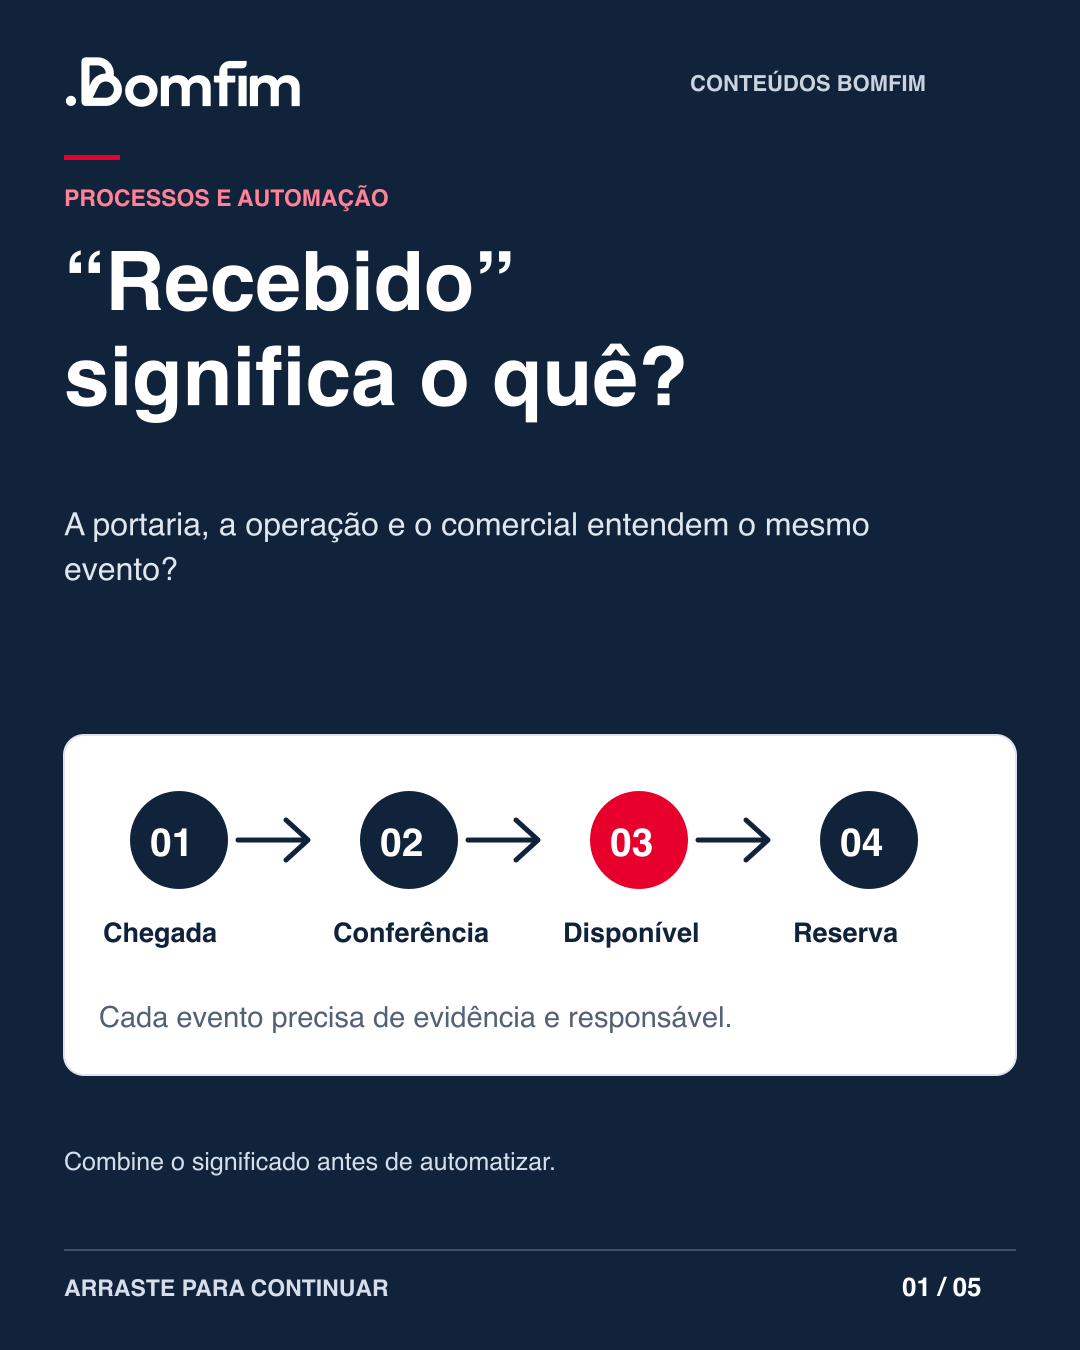 .Bomfim
CONTEÚDOS BOMFIM
PROCESSOS E AUTOMAÇÃO
“Recebido”
significa o quê?
A portaria, a operação e o comercial entendem o mesmo
evento?
01 02 03 04
Chegada Conferência Disponível Reserva
Cada evento precisa de evidência e responsável.
Combine o significado antes de automatizar.
ARRASTE PARA CONTINUAR
01 / 05